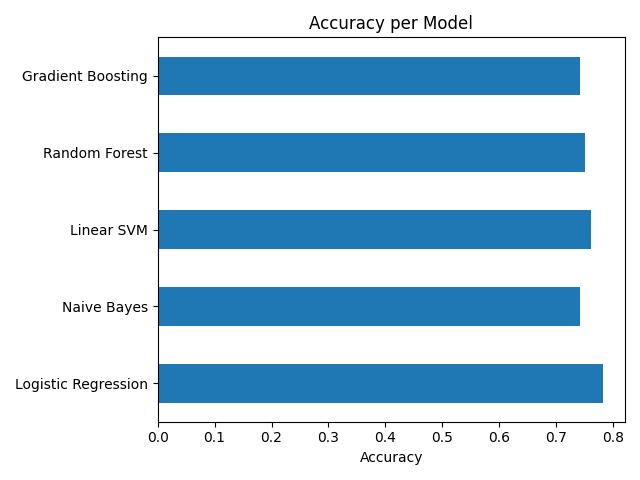 Accuracy per Model
Gradient Boosting
Random Forest
Linear SVM
Naive Bayes
Logistic Regression
0.0 0.1 0.2 0.3 0.4 0.5 0.6 0.7 0.8
Accuracy